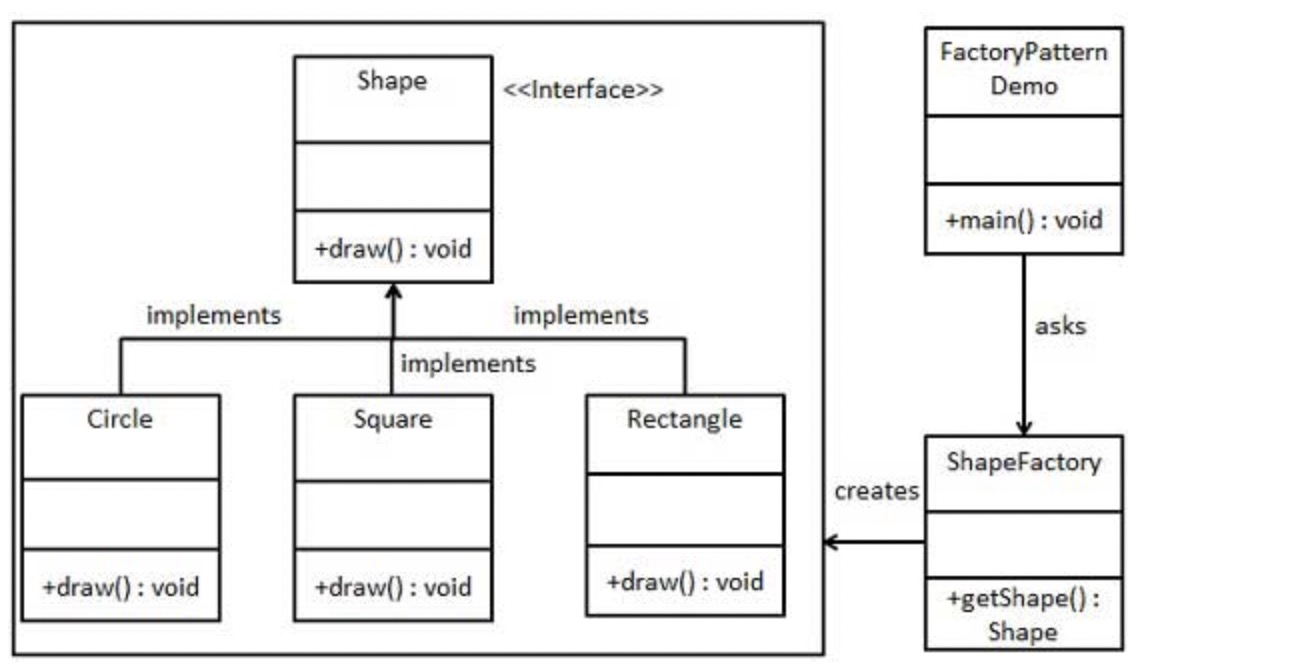 Shape
<<Interface>>
+draw() : void
implements
implements
implements
Circle
+draw() : void
Square
+draw() : void
Rectangle
+draw() : void
FactoryPattern
Demo
+main() : void
asks
ShapeFactory
+getShape() :
Shape
creates